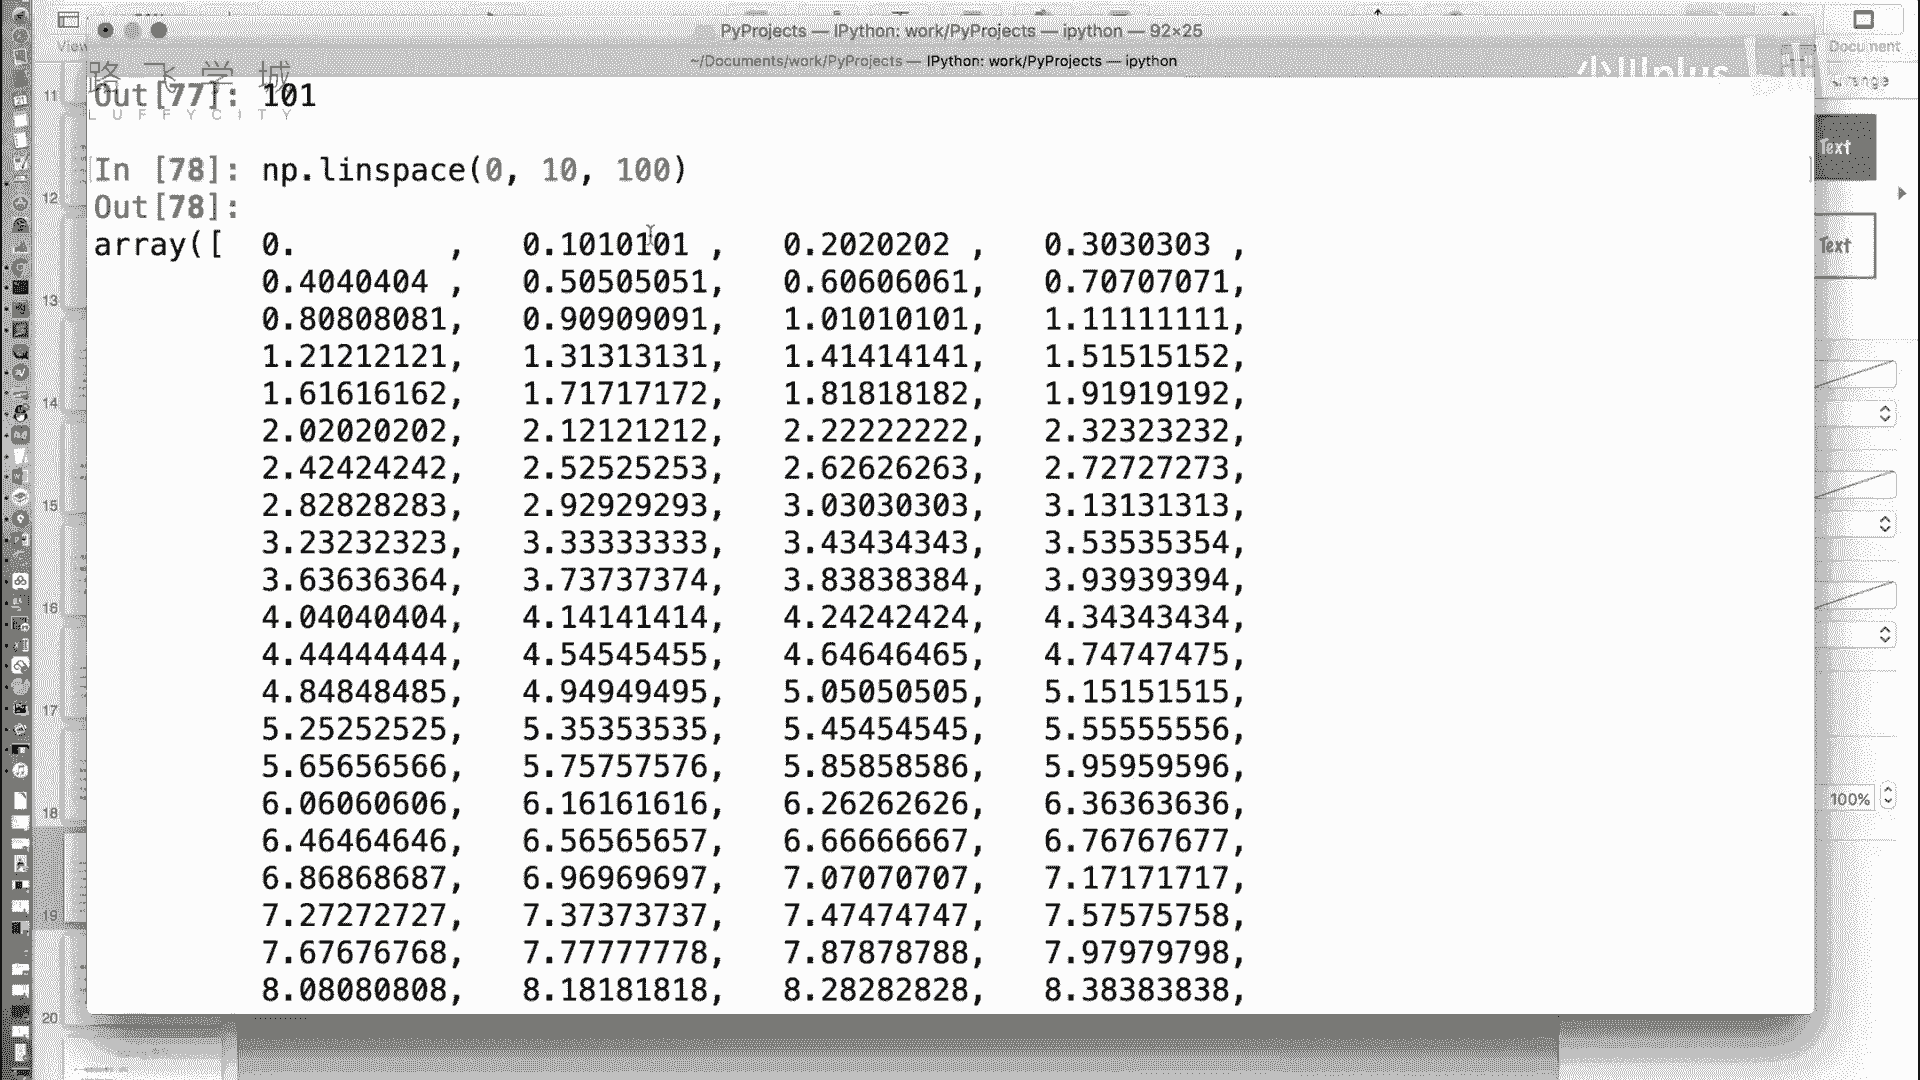 PyProjects — IPython: work/PyProjects — ipython — 92×25
~/Documents/work/PyProjects — IPython: work/PyProjects — ipython
View
Document
路飞学城
LUFFYCITY
plus
Out[77]: 101
In [78]: np.linspace(0, 10, 100)
Out[78]:
array([ 0. , 0.1010101 , 0.2020202 , 0.3030303 ,
0.4040404 , 0.50505051, 0.60606061, 0.70707071,
0.80808081, 0.90909091, 1.01010101, 1.11111111,
1.21212121, 1.31313131, 1.41414141, 1.51515152,
1.61616162, 1.71717172, 1.81818182, 1.91919192,
2.02020202, 2.12121212, 2.22222222, 2.32323232,
2.42424242, 2.52525253, 2.62626263, 2.72727273,
2.82828283, 2.92929293, 3.03030303, 3.13131313,
3.23232323, 3.33333333, 3.43434343, 3.53535354,
3.63636364, 3.73737374, 3.83838384, 3.93939394,
4.04040404, 4.14141414, 4.24242424, 4.34343434,
4.44444444, 4.54545455, 4.64646465, 4.74747475,
4.84848485, 4.94949495, 5.05050505, 5.15151515,
5.25252525, 5.35353535, 5.45454545, 5.55555556,
5.65656566, 5.75757576, 5.85858586, 5.95959596,
6.06060606, 6.16161616, 6.26262626, 6.36363636,
6.46464646, 6.56565657, 6.66666667, 6.76767677,
6.86868687, 6.96969697, 7.07070707, 7.17171717,
7.27272727, 7.37373737, 7.47474747, 7.57575758,
7.67676768, 7.77777778, 7.87878788, 7.97979798,
8.08080808, 8.18181818, 8.28282828, 8.38383838,
11
12
13
14
15
16
17
18
19
20
Text
Text
100%